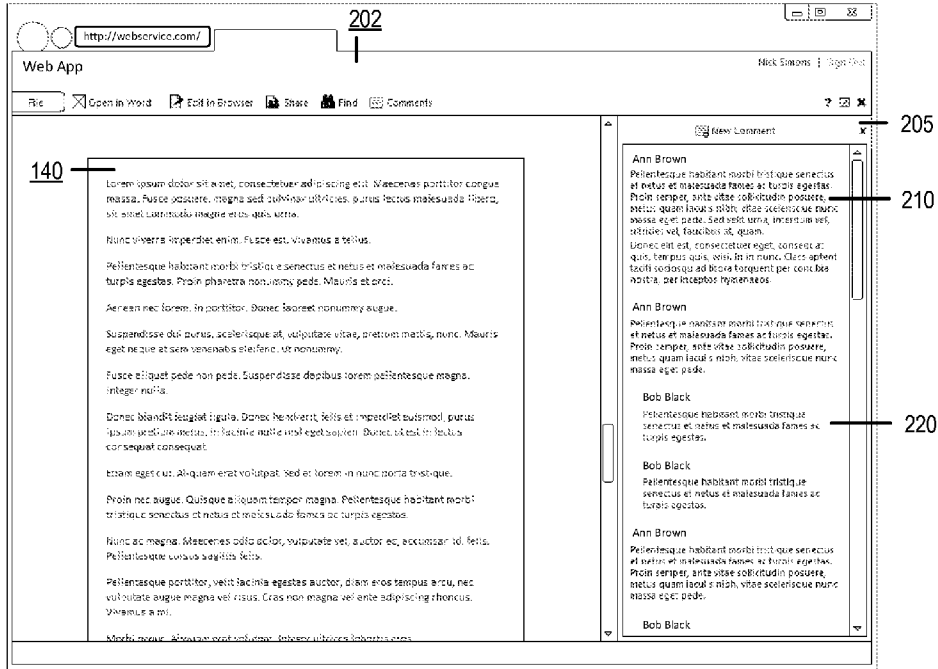 202
http://webservice.com/
Web App
Nick Simons | Sign Out
File Open in Word Edit in Browser Share Find Comments ?
205
New Comment x
140
Lorem ipsum dolor sit amet, consectetuer adipiscing elit. Maecenas porttitor congue
massa. Fusce posuere, magna sed pulvinar ultricies, purus lectus malesuada libero,
sit amet commodo magna eros quis urna.
Nunc viverra imperdiet enim. Fusce est. Vivamus a tellus.
Pellentesque habitant morbi tristique senectus et netus et malesuada fames ac
turpis egestas. Proin pharetra nonummy pede. Mauris et orci.
Aenean nec lorem. In porttitor. Donec laoreet nonummy augue.
Suspendisse dui purus, scelerisque at, vulputate vitae, pretium mattis, nunc. Mauris
eget neque at sem venenatis eleifend. Ut nonummy.
Fusce aliquet pede non pede. Suspendisse dapibus lorem pellentesque magna.
Integer nulla.
Donec blandit feugiat ligula. Donec hendrerit, felis et imperdiet euismod, purus
ipsum pretium metus, in lacinia nulla nisl eget sapien. Donec ut est in lectus
consequat consequat.
Etiam eget dui. Aliquam erat volutpat. Sed at lorem in nunc porta tristique.
Proin nec augue. Quisque aliquam tempor magna. Pellentesque habitant morbi
tristique senectus et netus et malesuada fames ac turpis egestas.
Nunc ac magna. Maecenas odio dolor, vulputate vel, auctor ac, accumsan id, felis.
Pellentesque cursus sagittis felis.
Pellentesque porttitor, velit lacinia egestas auctor, diam eros tempus arcu, nec
vulputate augue magna vel risus. Cras non magna vel ante adipiscing rhoncus.
Vivamus a mi.
Morbi neque. Aliquam erat volutpat. Integer ultrices lobortis eros.
Ann Brown
Pellentesque habitant morbi tristique senectus
et netus et malesuada fames ac turpis egestas.
Proin semper, ante vitae sollicitudin posuere,
metus quam iaculis nibh, vitae scelerisque nunc
massa eget pede. Sed velit urna, interdum vel,
ultricies vel, faucibus at, quam.
Donec elit est, consectetuer eget, consequat
quis, tempus quis, wisi. In in nunc. Class aptent
taciti sociosqu ad litora torquent per conubia
nostra, per inceptos hymenaeos.
210
Ann Brown
Pellentesque habitant morbi tristique senectus
et netus et malesuada fames ac turpis egestas.
Proin semper, ante vitae sollicitudin posuere,
metus quam iaculis nibh, vitae scelerisque nunc
massa eget pede.
Bob Black
Pellentesque habitant morbi tristique
senectus et netus et malesuada fames ac
turpis egestas.
220
Bob Black
Pellentesque habitant morbi tristique
senectus et netus et malesuada fames ac
turpis egestas.
Ann Brown
Pellentesque habitant morbi tristique senectus
et netus et malesuada fames ac turpis egestas.
Proin semper, ante vitae sollicitudin posuere,
metus quam iaculis nibh, vitae scelerisque nunc
massa eget pede.
Bob Black